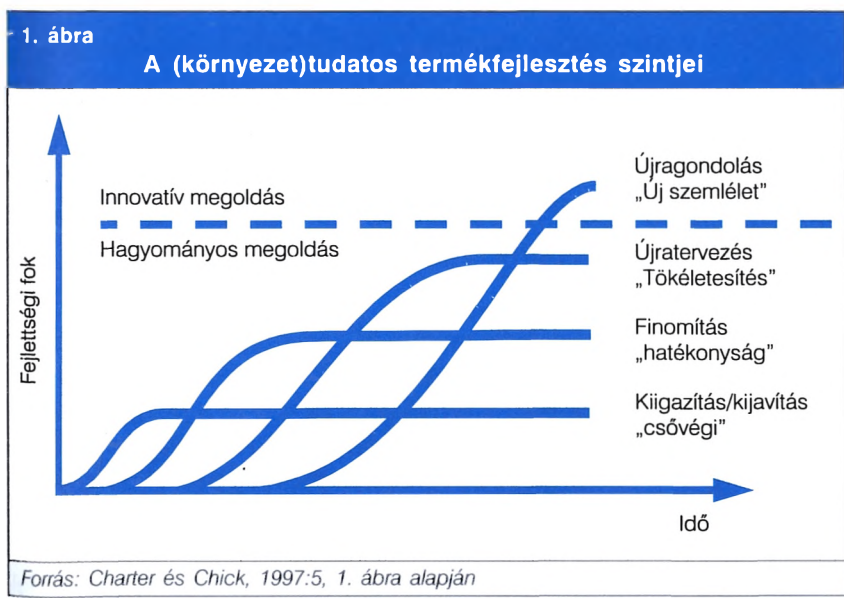 1. ábra
A (környezet)tudatos termékfejlesztés szintjei
Innovatív megoldás
Hagyományos megoldás
Fejlettségi fok
Újragondolás
„Új szemlélet"
Újratervezés
„Tökéletesítés"
Finomítás
„hatékonyság"
Kiigazítás/kijavítás
„csővégi"
Idő
Forrás: Charter és Chick, 1997:5, 1. ábra alapján